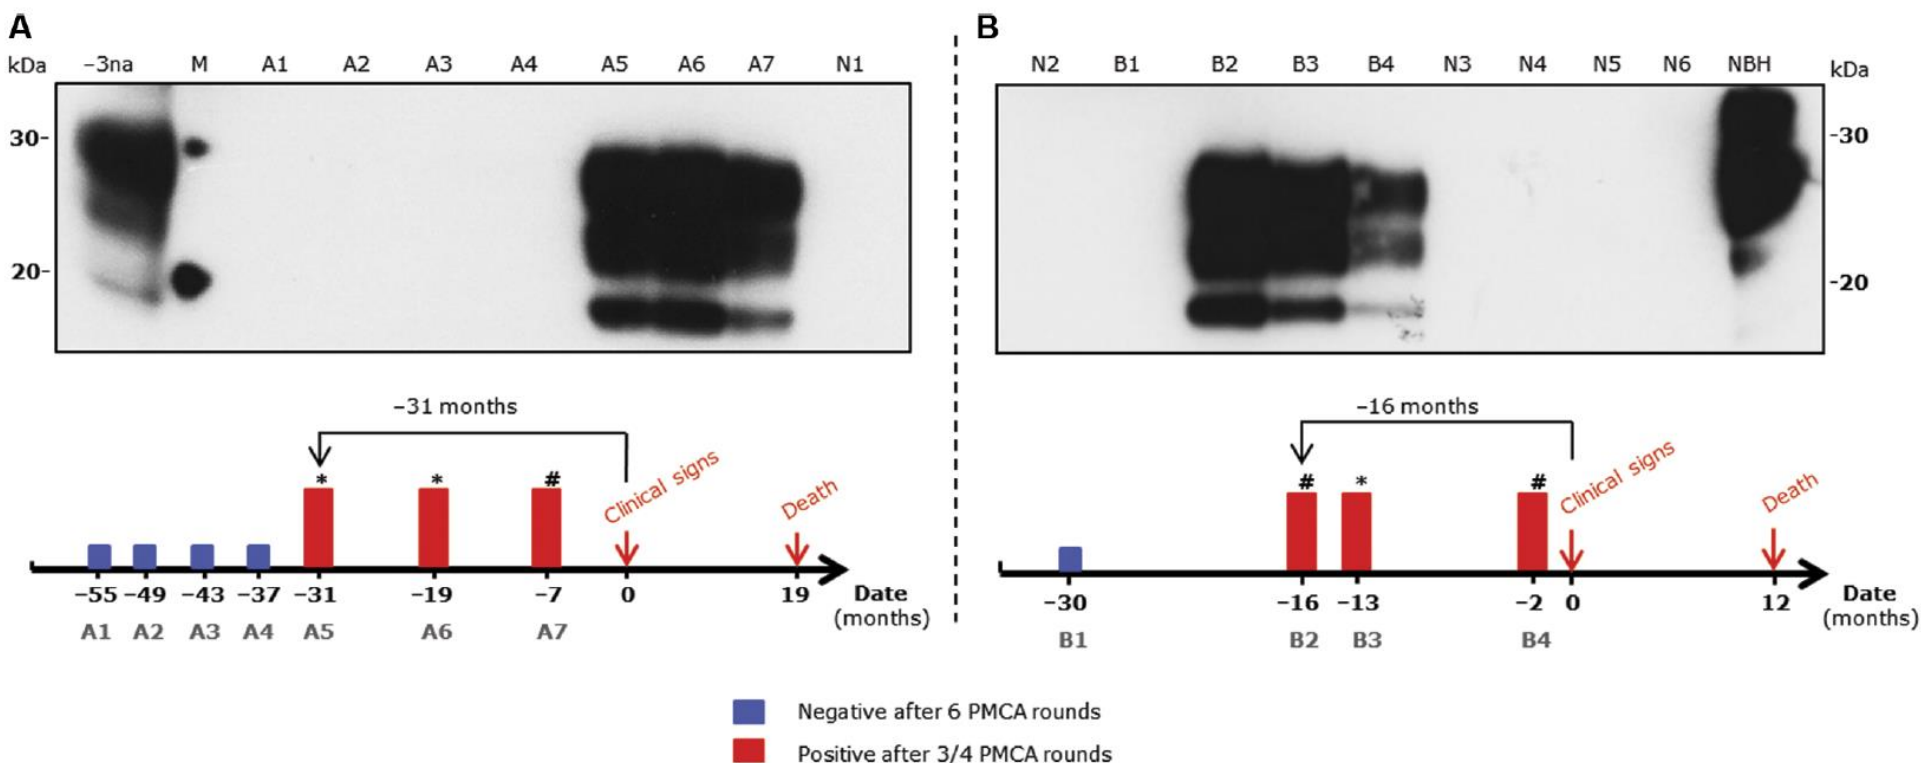 A
kDa -3na M A1 A2 A3 A4 A5 A6 A7 N1
30-
20-
-31 months
* * #
Clinical signs
Death
-55 -49 -43 -37 -31 -19 -7 0 19 Date
(months)
A1 A2 A3 A4 A5 A6 A7
B
N2 B1 B2 B3 B4 N3 N4 N5 N6 NBH kDa
-30
-20
-16 months
# * #
Clinical signs
Death
-30 -16 -13 -2 0 12 Date
(months)
B1 B2 B3 B4
Negative after 6 PMCA rounds
Positive after 3/4 PMCA rounds